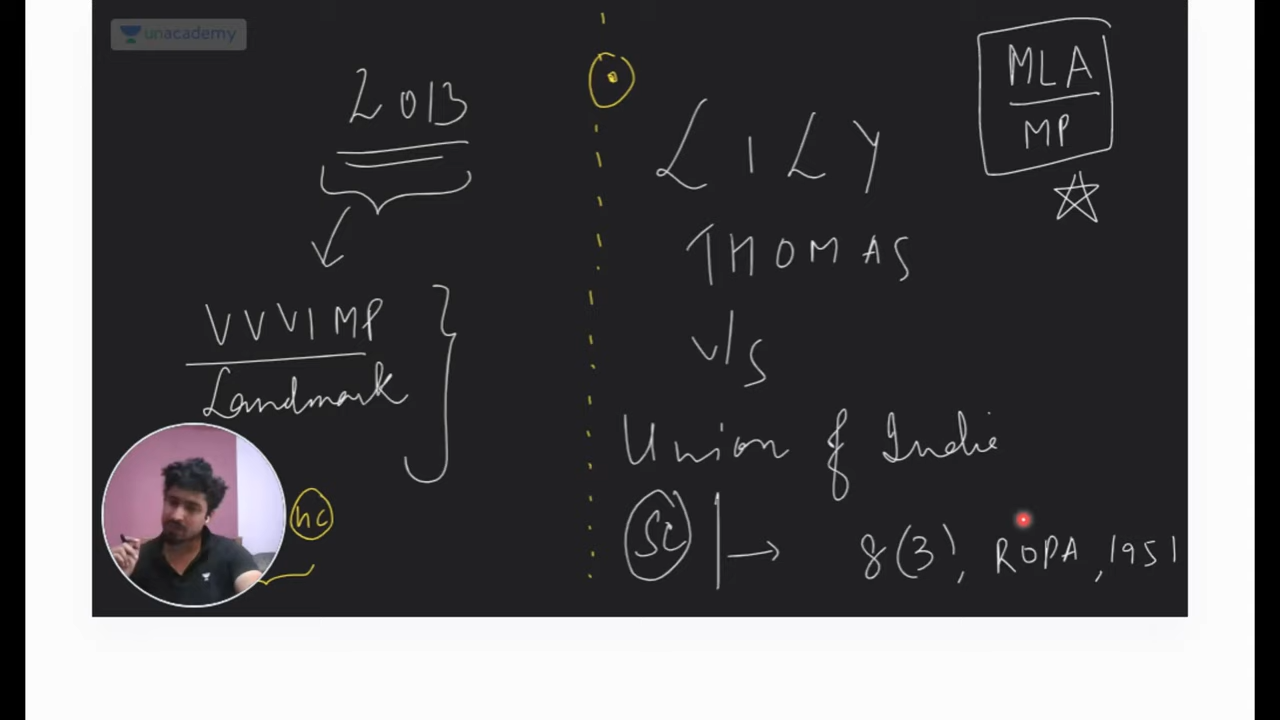 unacademy
2013
VVVIMP
Landmark
hc
MLA
MP
LILY
THOMAS
v/s
Union of India
SC → 8(3), ROPA, 1951